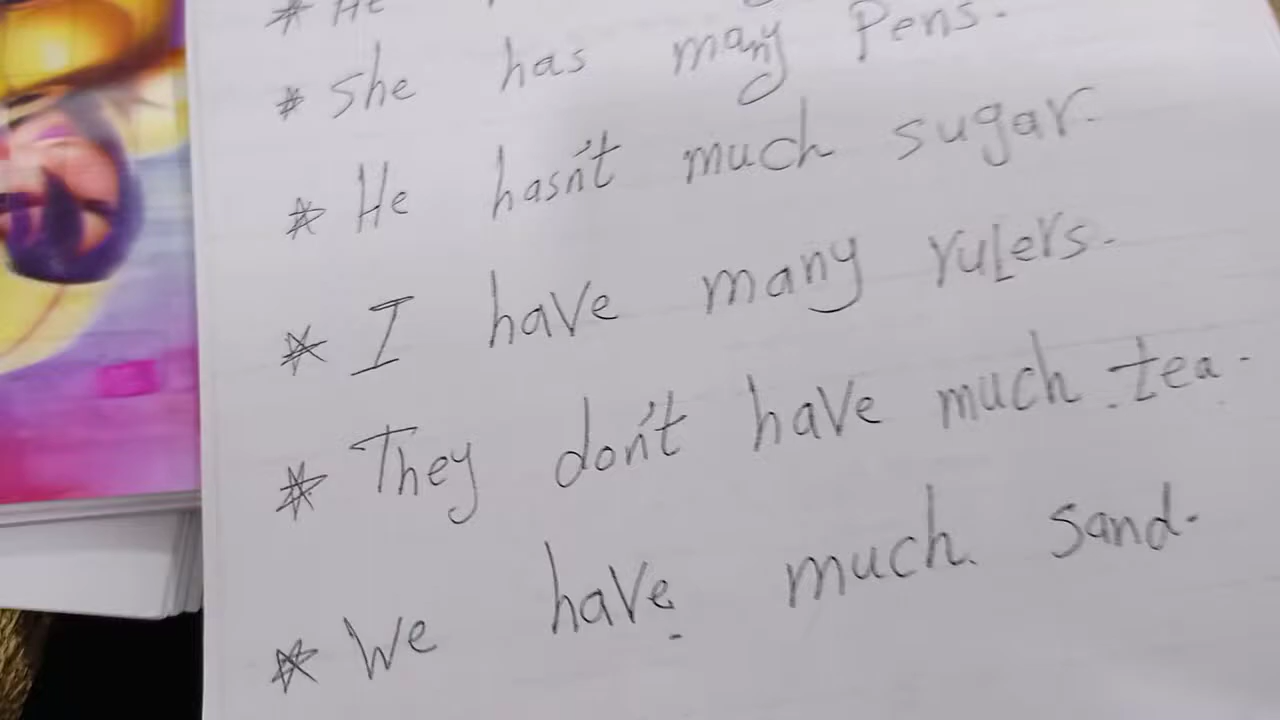 * He
* She has many Pens.
* He hasn't much sugar.
* I have many rulers.
* They don't have much tea.
* We have much sand.